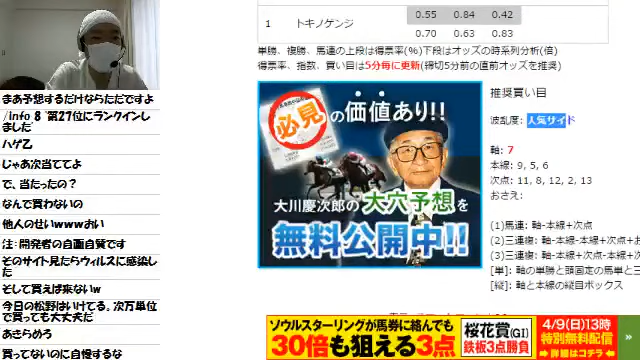 まあ予想するだけならただですよ
/info 8 "第27位にランクインし
ました"
ハゲ乙
じゃあ次当ててよ
で、当たったの？
なんで買わないの
他人のせいwwwおい
注：開発者の自画自賛です
そのサイト見たらウィルスに感染し
た
そして買えば来ないw
今日の松野はいけてる。次万単位
で買っても大丈夫だ
あきらめろ
買ってないのに自慢するな
1 トキノゲンジ 0.55 0.84 0.42
0.70 0.63 0.83
単勝、複勝、馬連の上段は得票率(%)下段はオッズの時系列分析(倍)
得票率、指数、買い目は5分毎に更新(締切5分前の直前オッズを推奨)
必見
の価値あり!!
大川慶次郎の大穴予想を
無料公開中!!
推奨買い目
波乱度: 人気サイド
軸: 7
本線: 9, 5, 6
次点: 11, 8, 12, 2, 13
おさえ:
(1)馬連: 軸-本線+次点
(2)三連複: 軸-本線-本線+次点+お
(3)三連複: 軸-本線+次点-本線+次
[単]: 軸の単勝と頭固定の馬単と三
[縦]: 軸と本線の縦目ボックス
ソウルスターリングが馬券に絡んでも
30倍も狙える3点
桜花賞(GI)
鉄板3点勝負
4/9(日)13時
特別無料配信
詳細はコチラ